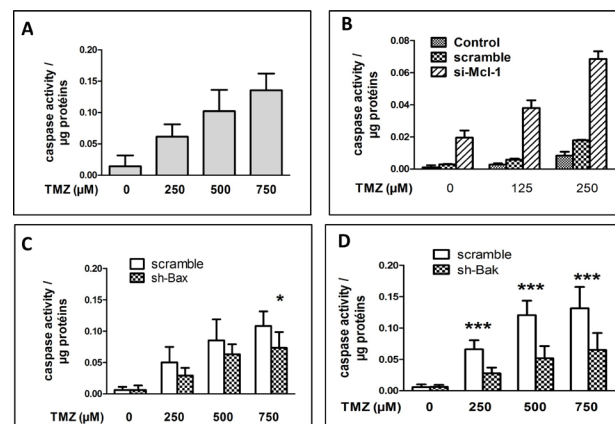 A
caspase activity /
µg protéins
0.20
0.15
0.10
0.05
0.00
TMZ (µM) 0 250 500 750
B
Control
scramble
si-Mcl-1
caspase activity /
µg protéins
0.08
0.06
0.04
0.02
0.00
TMZ (µM) 0 125 250
C
scramble
sh-Bax
caspase activity /
µg protéins
0.20
0.15
0.10
0.05
0.00
*
TMZ (µM) 0 250 500 750
D
scramble
sh-Bak
caspase activity /
µg protéins
0.20
0.15
0.10
0.05
0.00
*** *** ***
TMZ (µM) 0 250 500 750